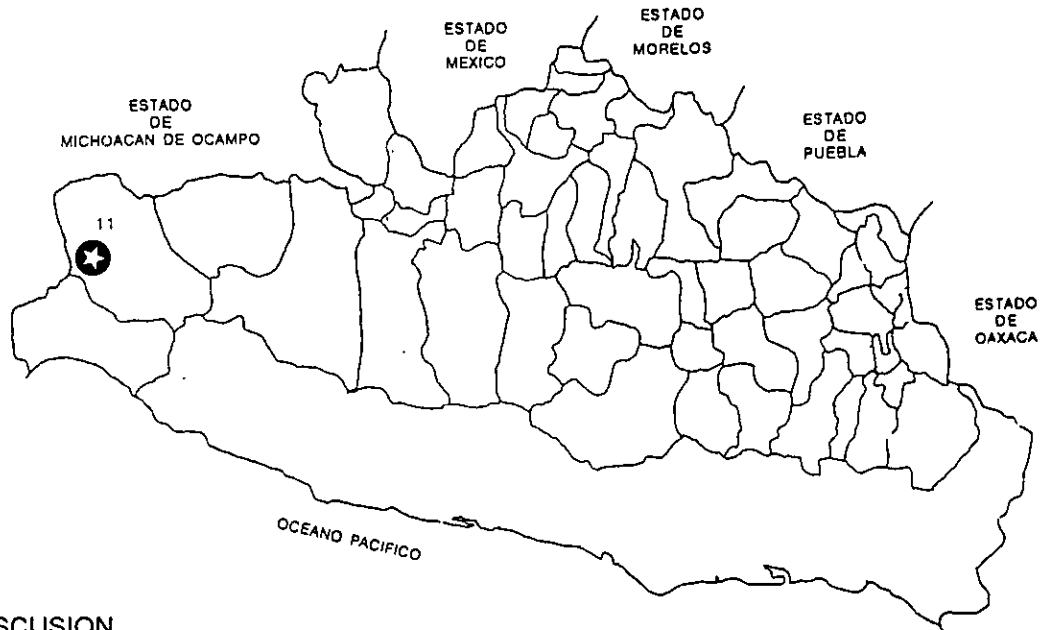 ESTADO
DE
MEXICO
ESTADO
DE
MORELOS
ESTADO
DE
MICHOACAN DE OCAMPO
ESTADO
DE
PUEBLA
11
ESTADO
DE
OAXACA
OCEANO PACIFICO
SCUSION